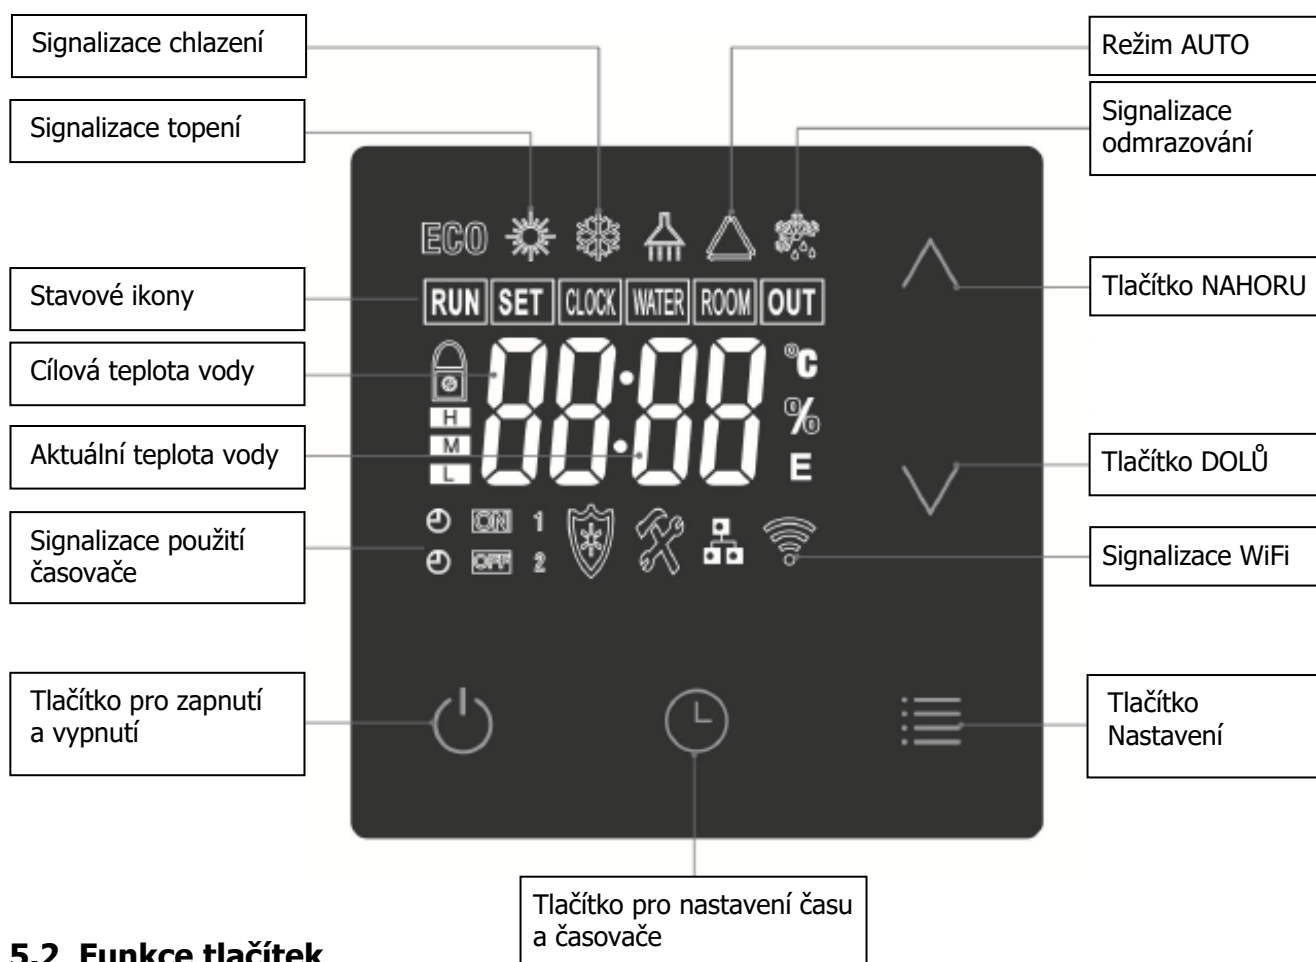 Signalizace chlazení
Režim AUTO
Signalizace topení
Signalizace
odmrazování
ECO
Stavové ikony
RUN SET CLOCK WATER ROOM OUT
Tlačítko NAHORU
Cílová teplota vody
88:88 °C
H
%
Aktuální teplota vody
M
L
E
Tlačítko DOLŮ
Signalizace použití
časovače
ON 1
OFF 2
Signalizace WiFi
Tlačítko pro zapnutí
a vypnutí
Tlačítko
Nastavení
Tlačítko pro nastavení času
a časovače
5.2 Funkce tlačítek